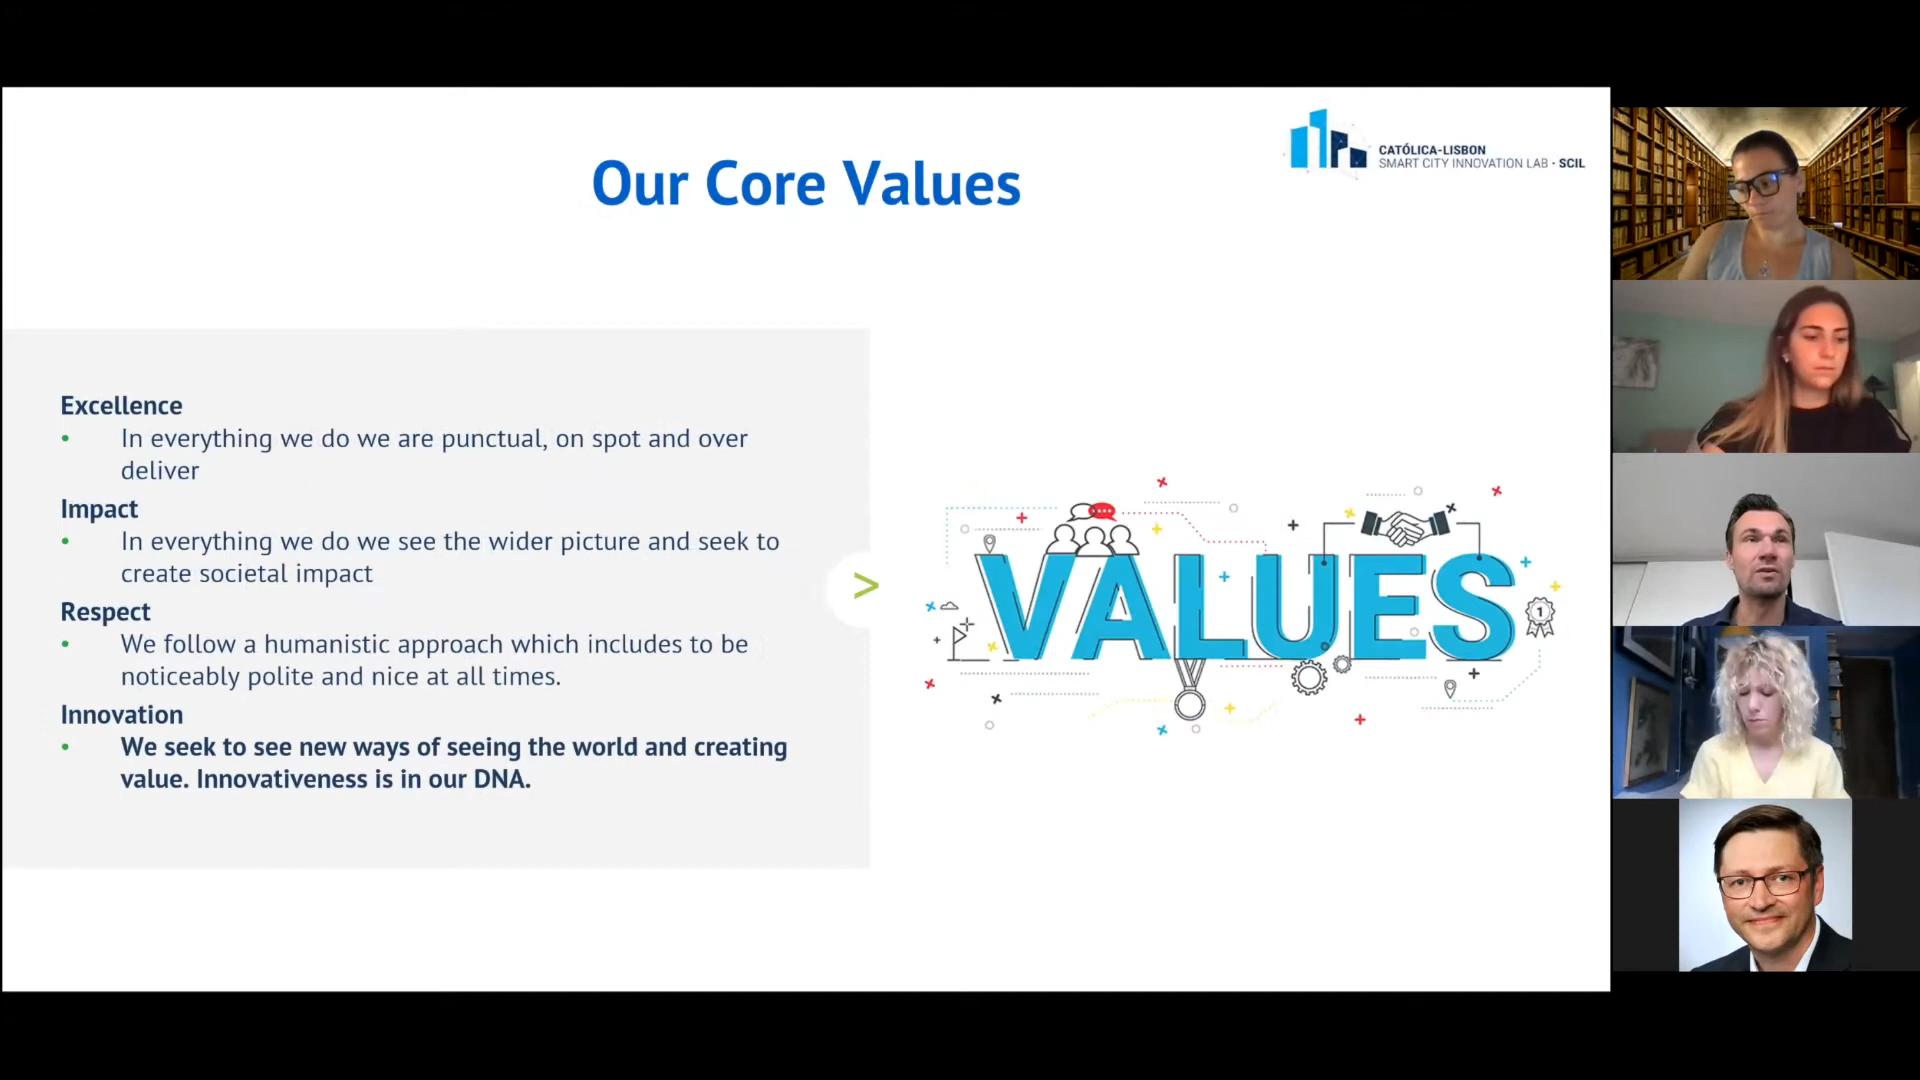 Our Core Values
CATÓLICA-LISBON
SMART CITY INNOVATION LAB · SCIL
Excellence
• In everything we do we are punctual, on spot and over
deliver
Impact
• In everything we do we see the wider picture and seek to
create societal impact
Respect
• We follow a humanistic approach which includes to be
noticeably polite and nice at all times.
Innovation
• We seek to see new ways of seeing the world and creating
value. Innovativeness is in our DNA.
>
VALUES
1